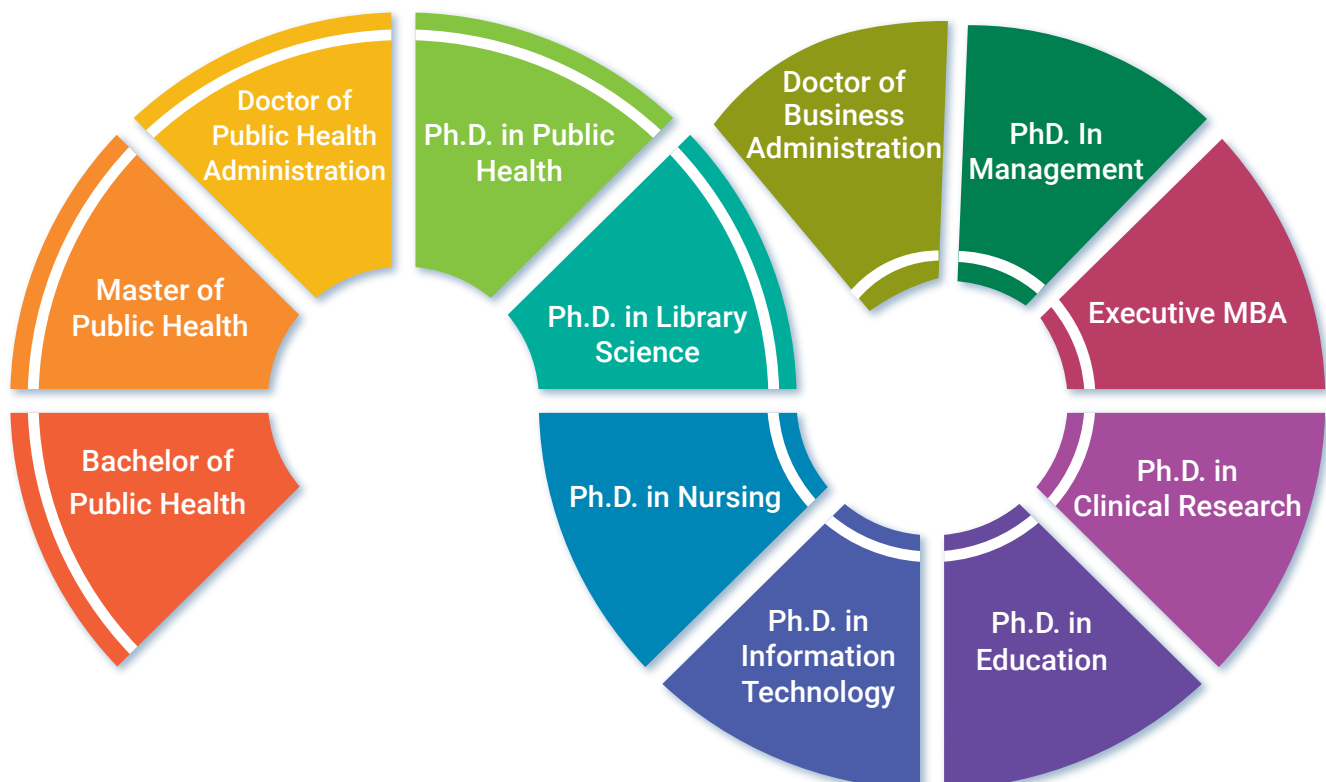 Bachelor of
Public Health
Master of
Public Health
Doctor of
Public Health
Administration
Ph.D. in Public
Health
Ph.D. in Library
Science
Ph.D. in Nursing
Ph.D. in
Information
Technology
Ph.D. in
Education
Ph.D. in
Clinical Research
Executive MBA
PhD. In
Management
Doctor of
Business
Administration